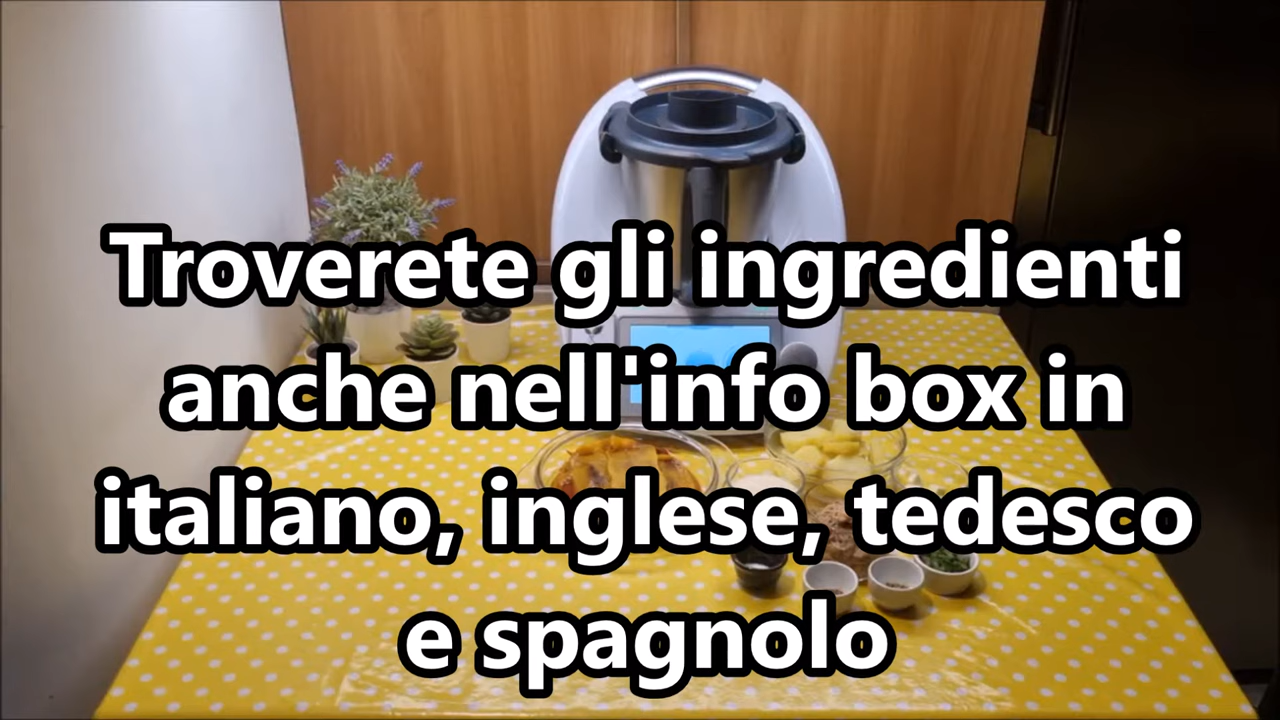 Troverete gli ingredienti
anche nell'info box in
italiano, inglese, tedesco
e spagnolo